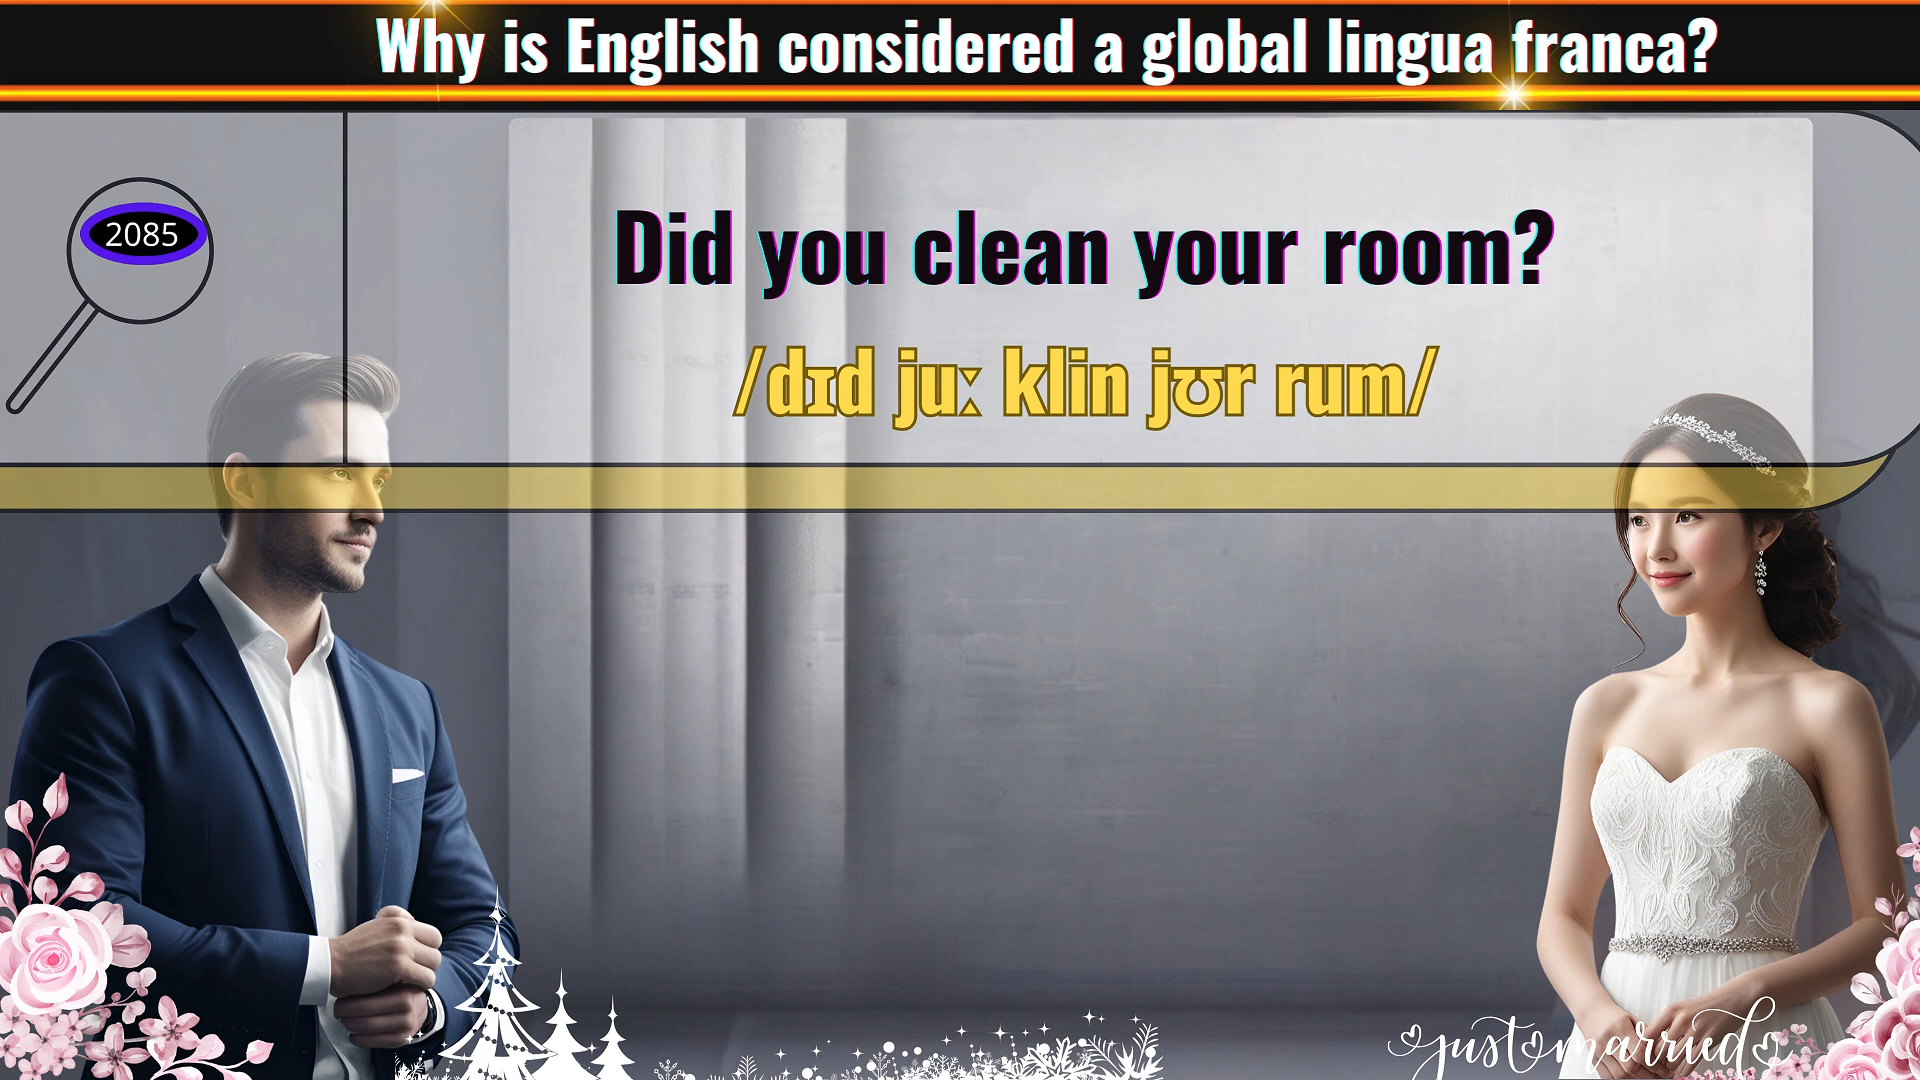 Why is English considered a global lingua franca?
2085
Did you clean your room?
/dɪd juː klin jʊr rum/
just married